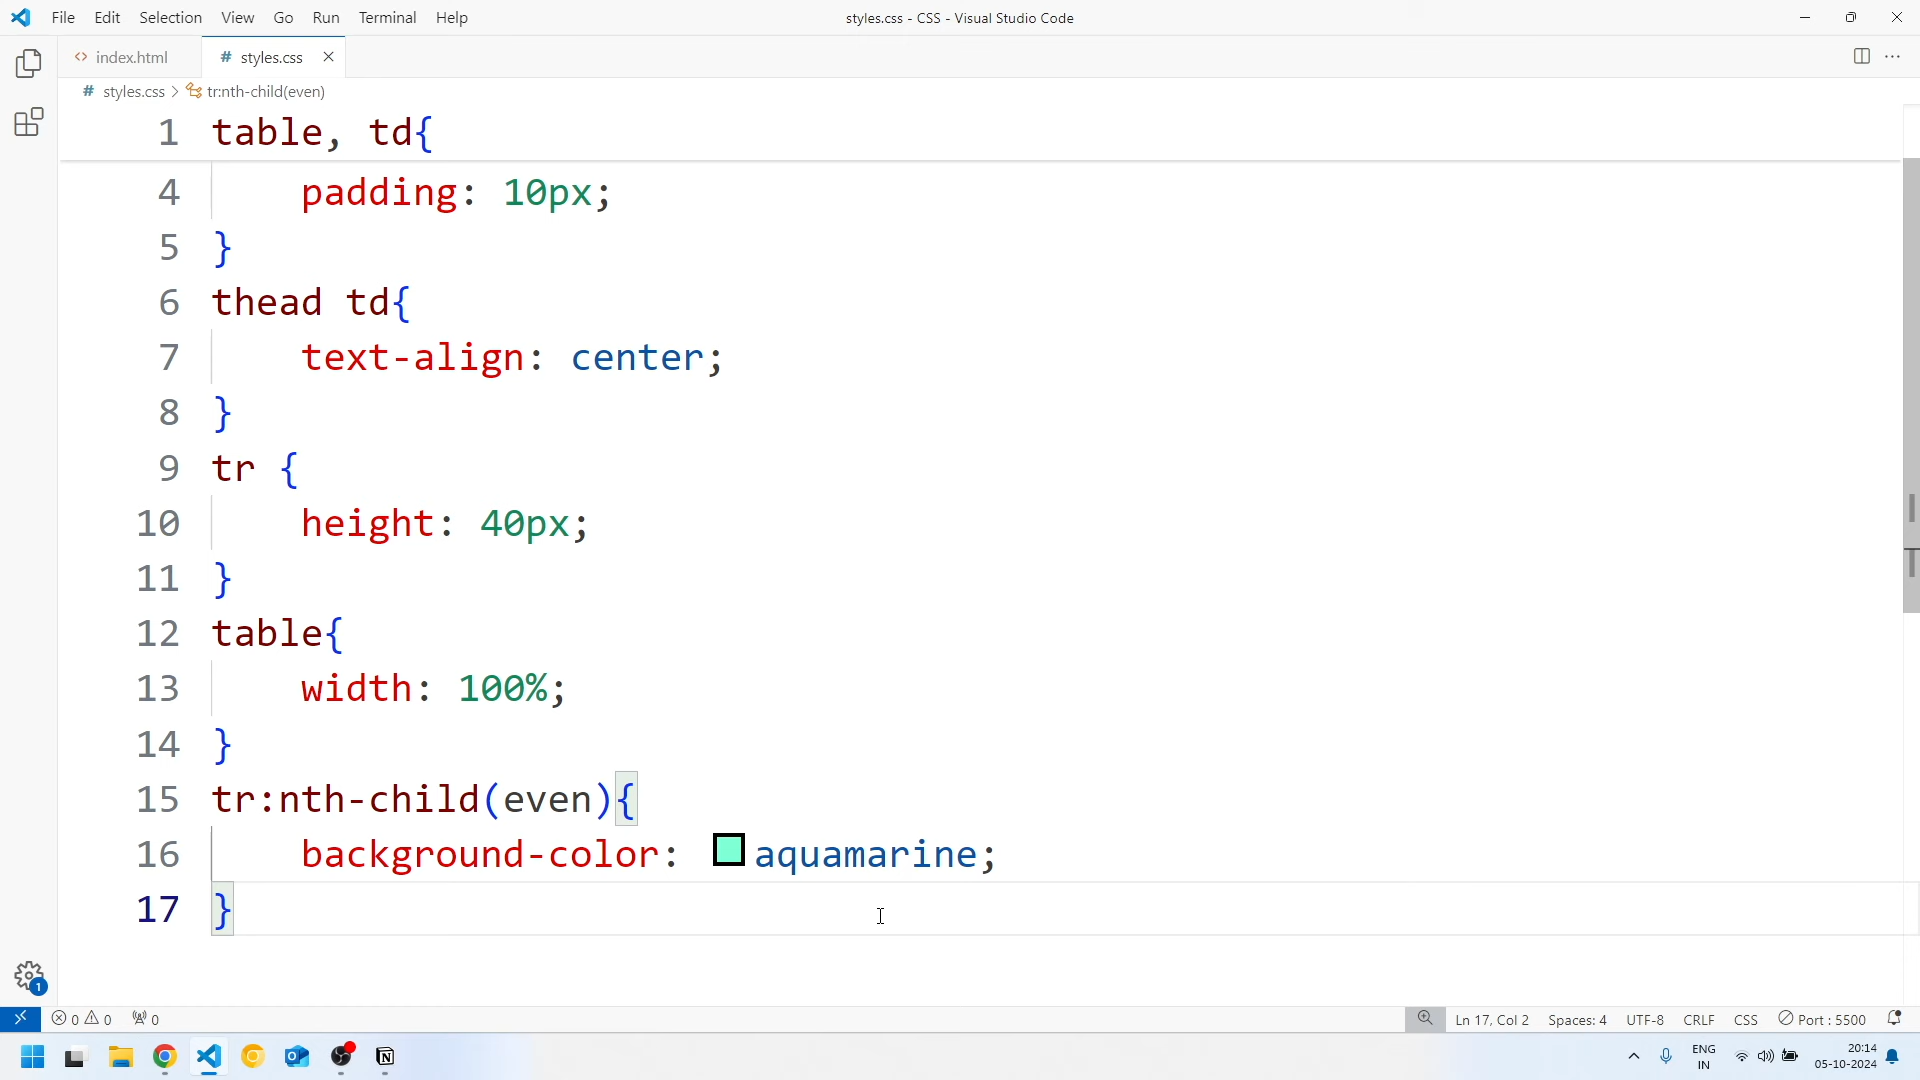 File Edit Selection View Go Run Terminal Help styles.css - CSS - Visual Studio Code
<> index.html # styles.css
# styles.css > tr:nth-child(even)
1 table, td{
4 padding: 10px;
5 }
6 thead td{
7 text-align: center;
8 }
9 tr {
10 height: 40px;
11 }
12 table{
13 width: 100%;
14 }
15 tr:nth-child(even){
16 background-color: aquamarine;
17 }
1
0 0 0 Ln 17, Col 2 Spaces: 4 UTF-8 CRLF CSS Port : 5500
ENG 20:14
IN 05-10-2024